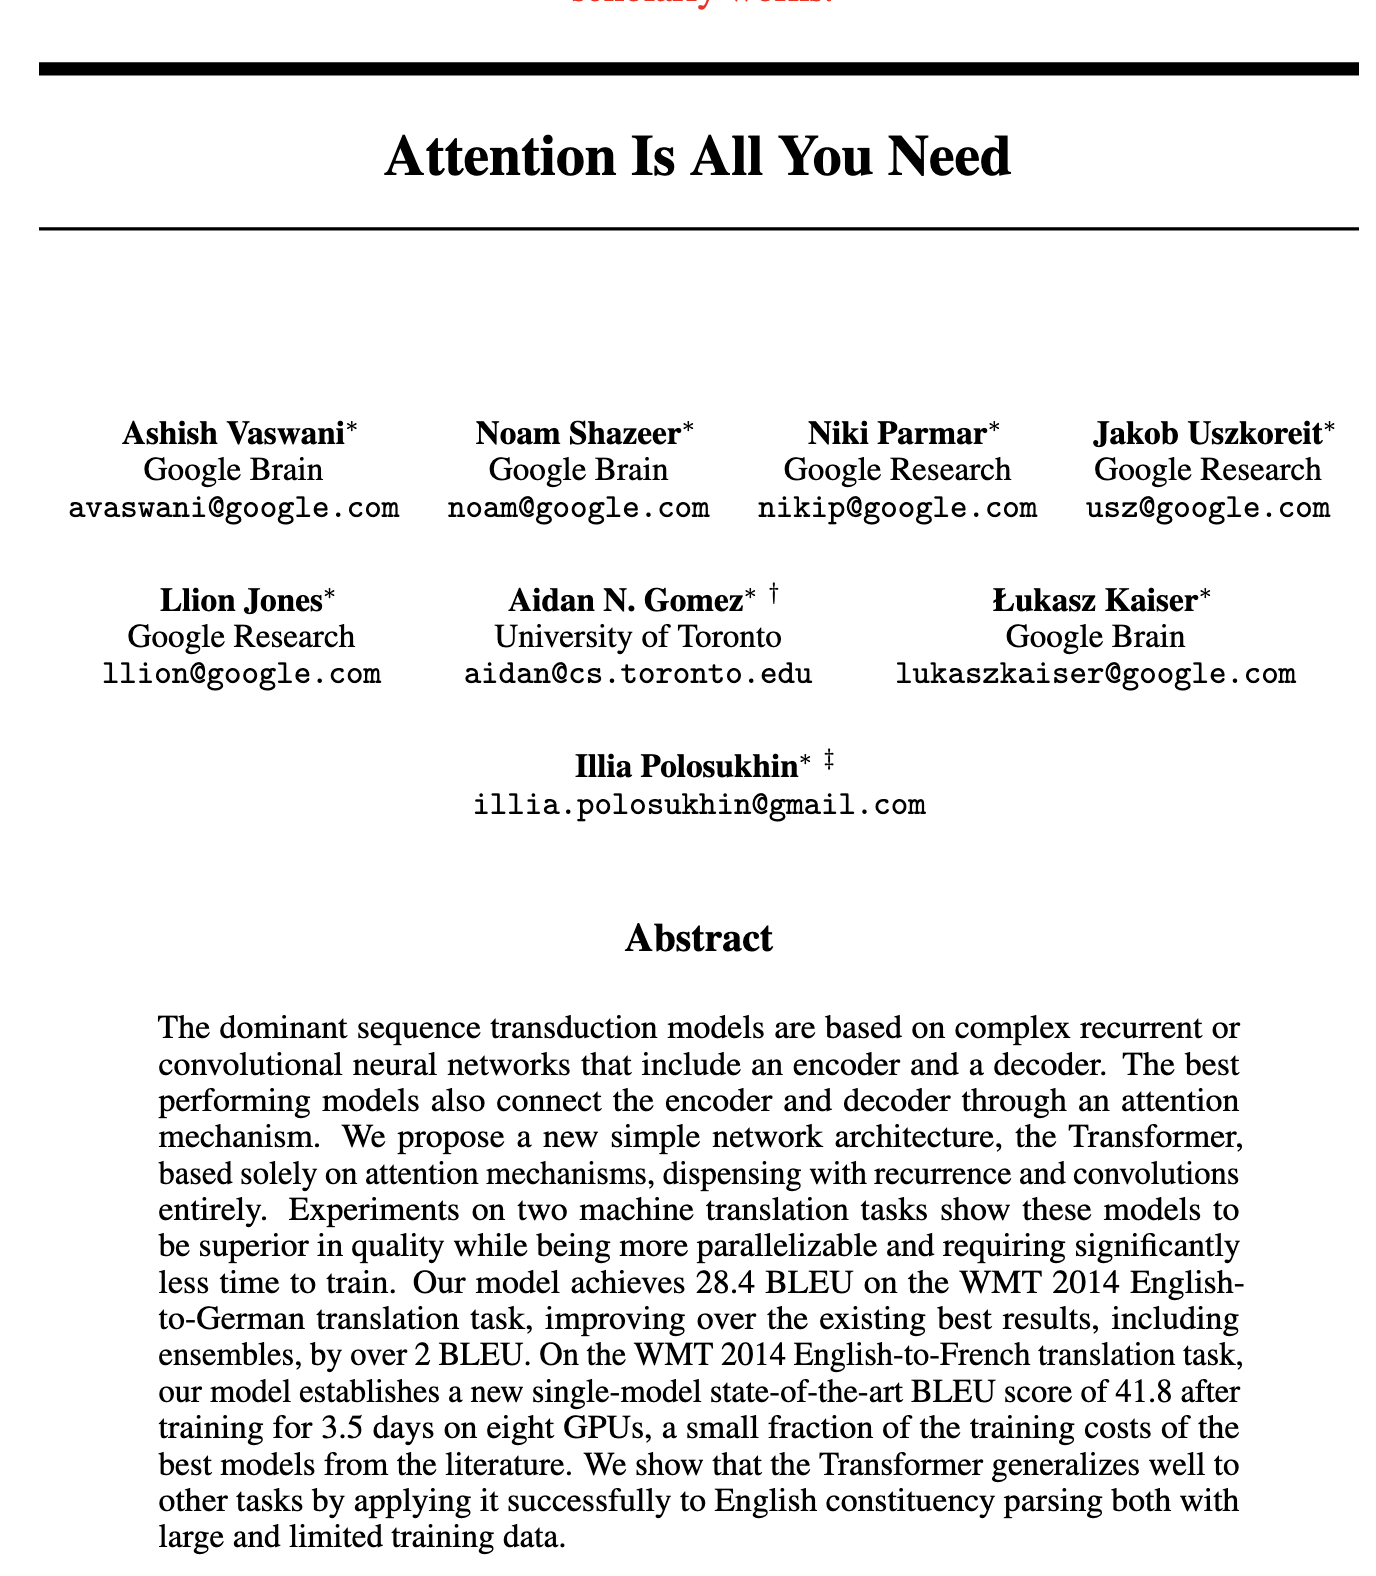 scholarly works.
Attention Is All You Need
Ashish Vaswani* Noam Shazeer* Niki Parmar* Jakob Uszkoreit*
Google Brain Google Brain Google Research Google Research
avaswani@google.com noam@google.com nikip@google.com usz@google.com
Llion Jones* Aidan N. Gomez* † Łukasz Kaiser*
Google Research University of Toronto Google Brain
llion@google.com aidan@cs.toronto.edu lukaszkaiser@google.com
Illia Polosukhin* ‡
illia.polosukhin@gmail.com
Abstract
The dominant sequence transduction models are based on complex recurrent or
convolutional neural networks that include an encoder and a decoder. The best
performing models also connect the encoder and decoder through an attention
mechanism. We propose a new simple network architecture, the Transformer,
based solely on attention mechanisms, dispensing with recurrence and convolutions
entirely. Experiments on two machine translation tasks show these models to
be superior in quality while being more parallelizable and requiring significantly
less time to train. Our model achieves 28.4 BLEU on the WMT 2014 English-
to-German translation task, improving over the existing best results, including
ensembles, by over 2 BLEU. On the WMT 2014 English-to-French translation task,
our model establishes a new single-model state-of-the-art BLEU score of 41.8 after
training for 3.5 days on eight GPUs, a small fraction of the training costs of the
best models from the literature. We show that the Transformer generalizes well to
other tasks by applying it successfully to English constituency parsing both with
large and limited training data.